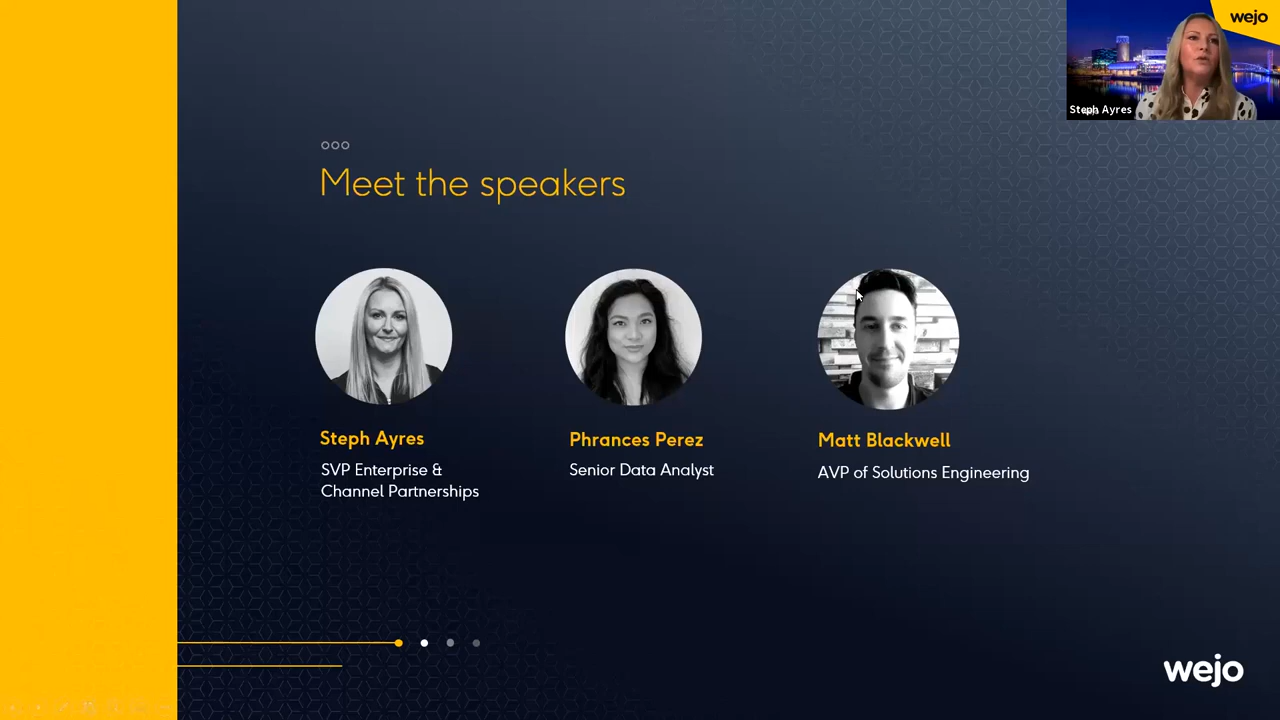 wejo
Steph Ayres
Meet the speakers
Steph Ayres
SVP Enterprise &
Channel Partnerships
Phrances Perez
Senior Data Analyst
Matt Blackwell
AVP of Solutions Engineering
wejo